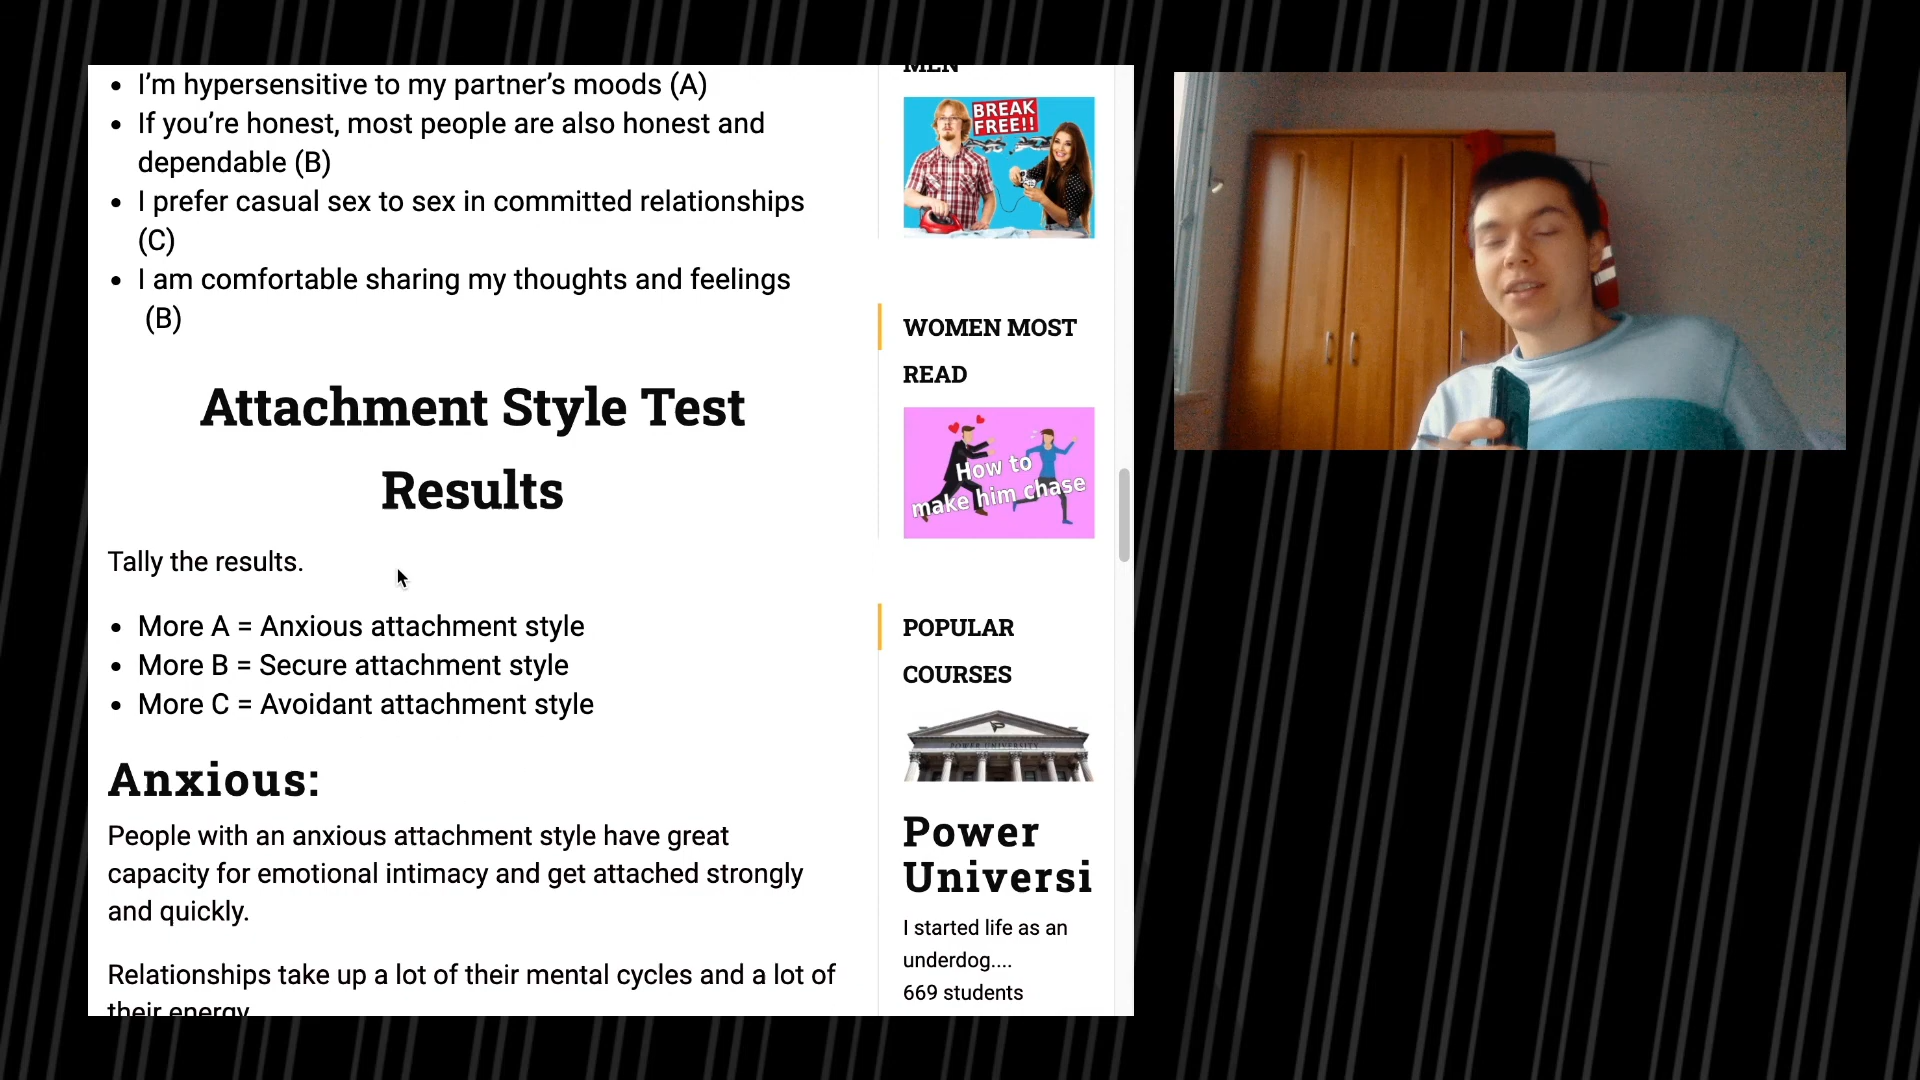 I’m hypersensitive to my partner’s moods (A)
If you’re honest, most people are also honest and
dependable (B)
I prefer casual sex to sex in committed relationships
(C)
I am comfortable sharing my thoughts and feelings
(B)
Attachment Style Test
Results
Tally the results.
More A = Anxious attachment style
More B = Secure attachment style
More C = Avoidant attachment style
Anxious:
People with an anxious attachment style have great
capacity for emotional intimacy and get attached strongly
and quickly.
Relationships take up a lot of their mental cycles and a lot of
their energy
MEN
BREAK
FREE!!
WOMEN MOST
READ
How to
make him chase
POPULAR
COURSES
P
POWER UNIVERSITY
Power
Universi
I started life as an
underdog....
669 students